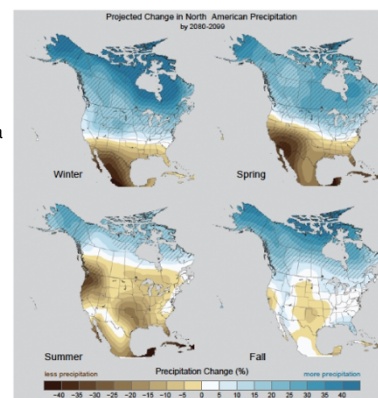 Projected Change in North American Precipitation
by 2080-2099
Winter
Spring
Summer
Fall
less precipitation
Precipitation Change (%)
more precipitation
-40 -35 -30 -25 -20 -15 -10 -5 0 5 10 15 20 25 30 35 40